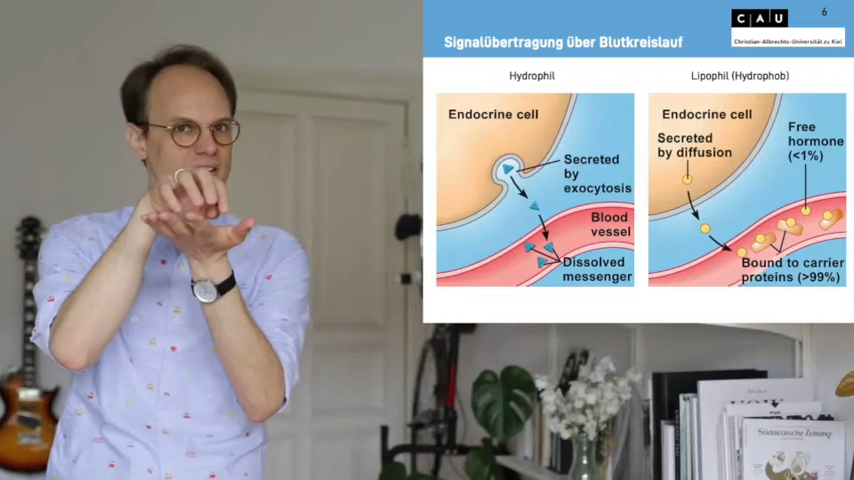 6
C A U
Christian-Albrechts-Universität zu Kiel
Signalübertragung über Blutkreislauf
Hydrophil
Endocrine cell
Secreted
by
exocytosis
Blood
vessel
Dissolved
messenger
Lipophil (Hydrophob)
Endocrine cell
Secreted
by diffusion
Free
hormone
(<1%)
Bound to carrier
proteins (>99%)
Süddeutsche Zeitung